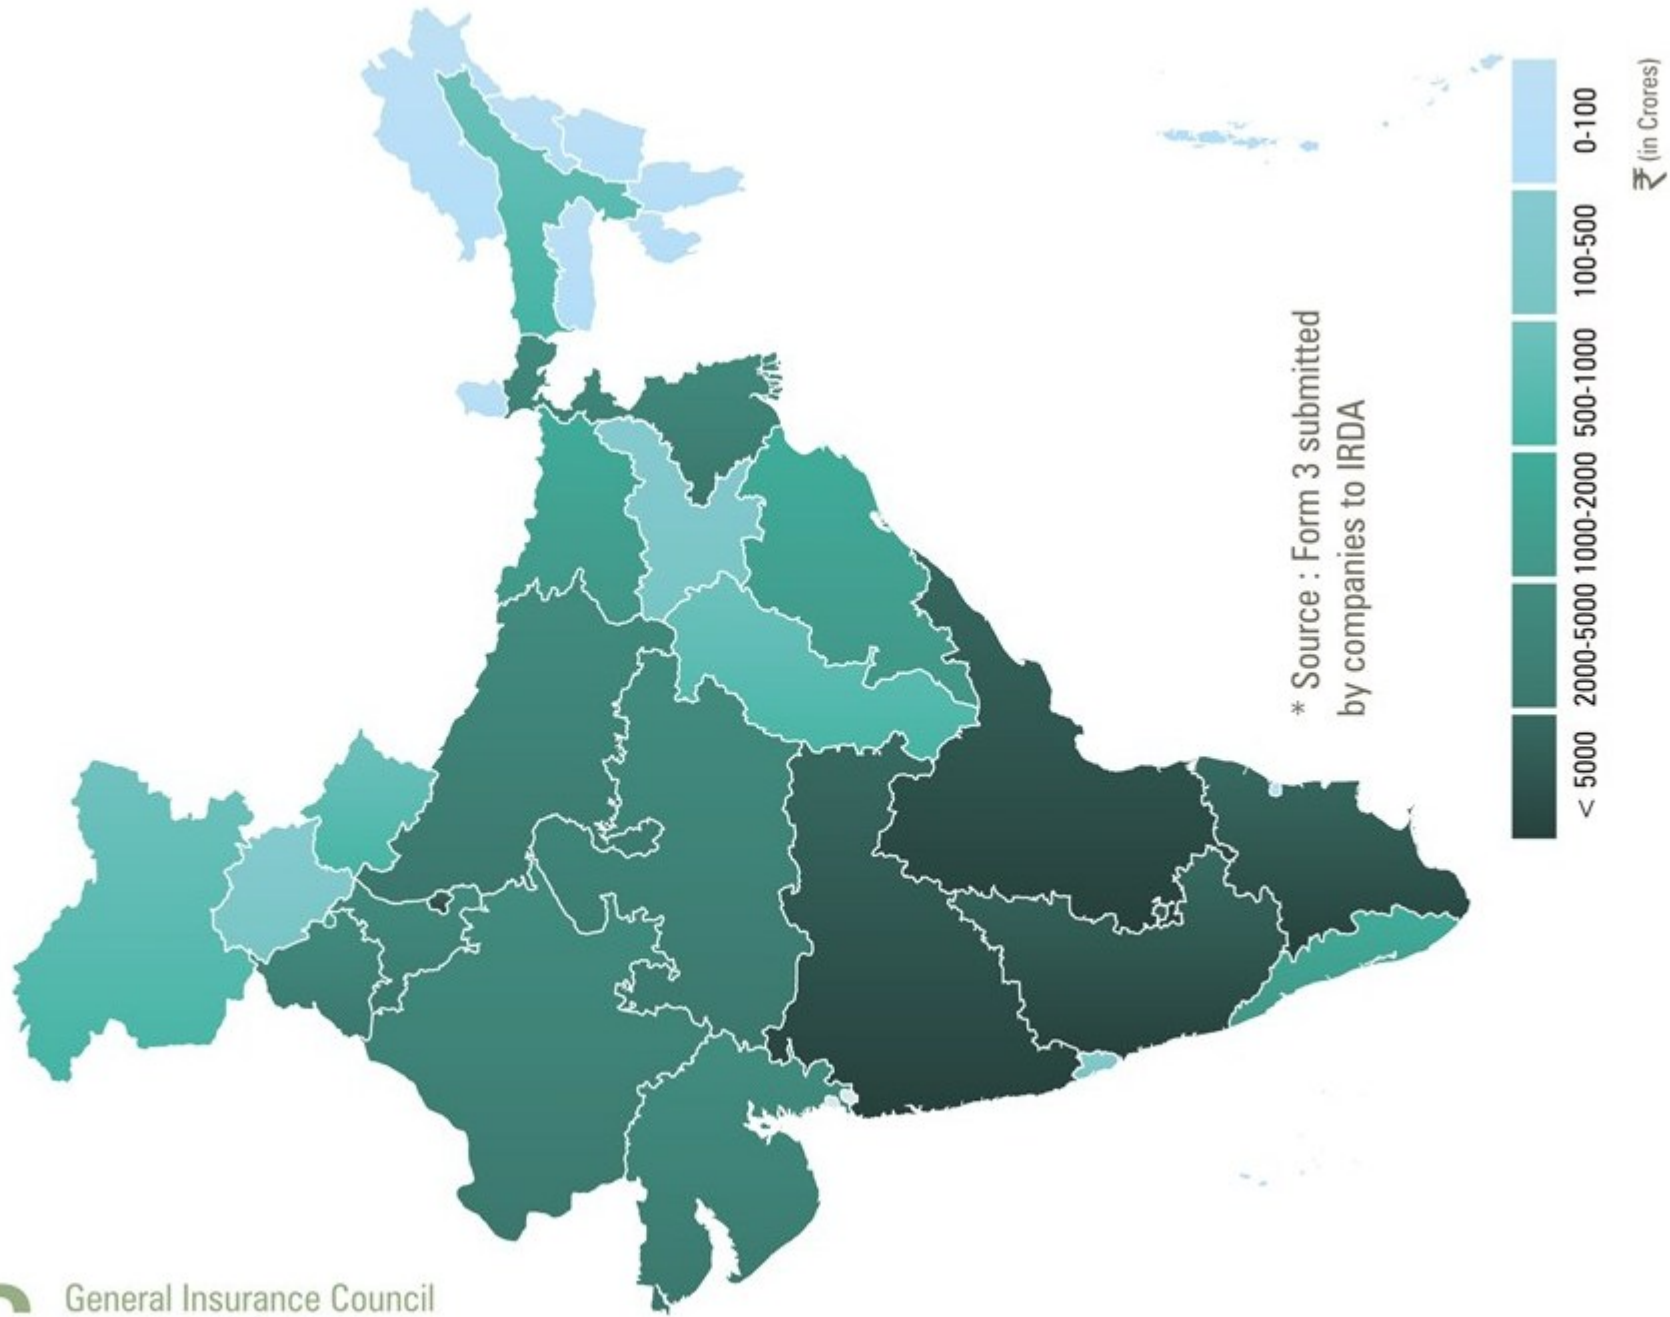 0-100
100-500
500-1000
1000-2000
2000-5000
< 5000
₹ (in Crores)
* Source : Form 3 submitted
by companies to IRDA
General Insurance Council